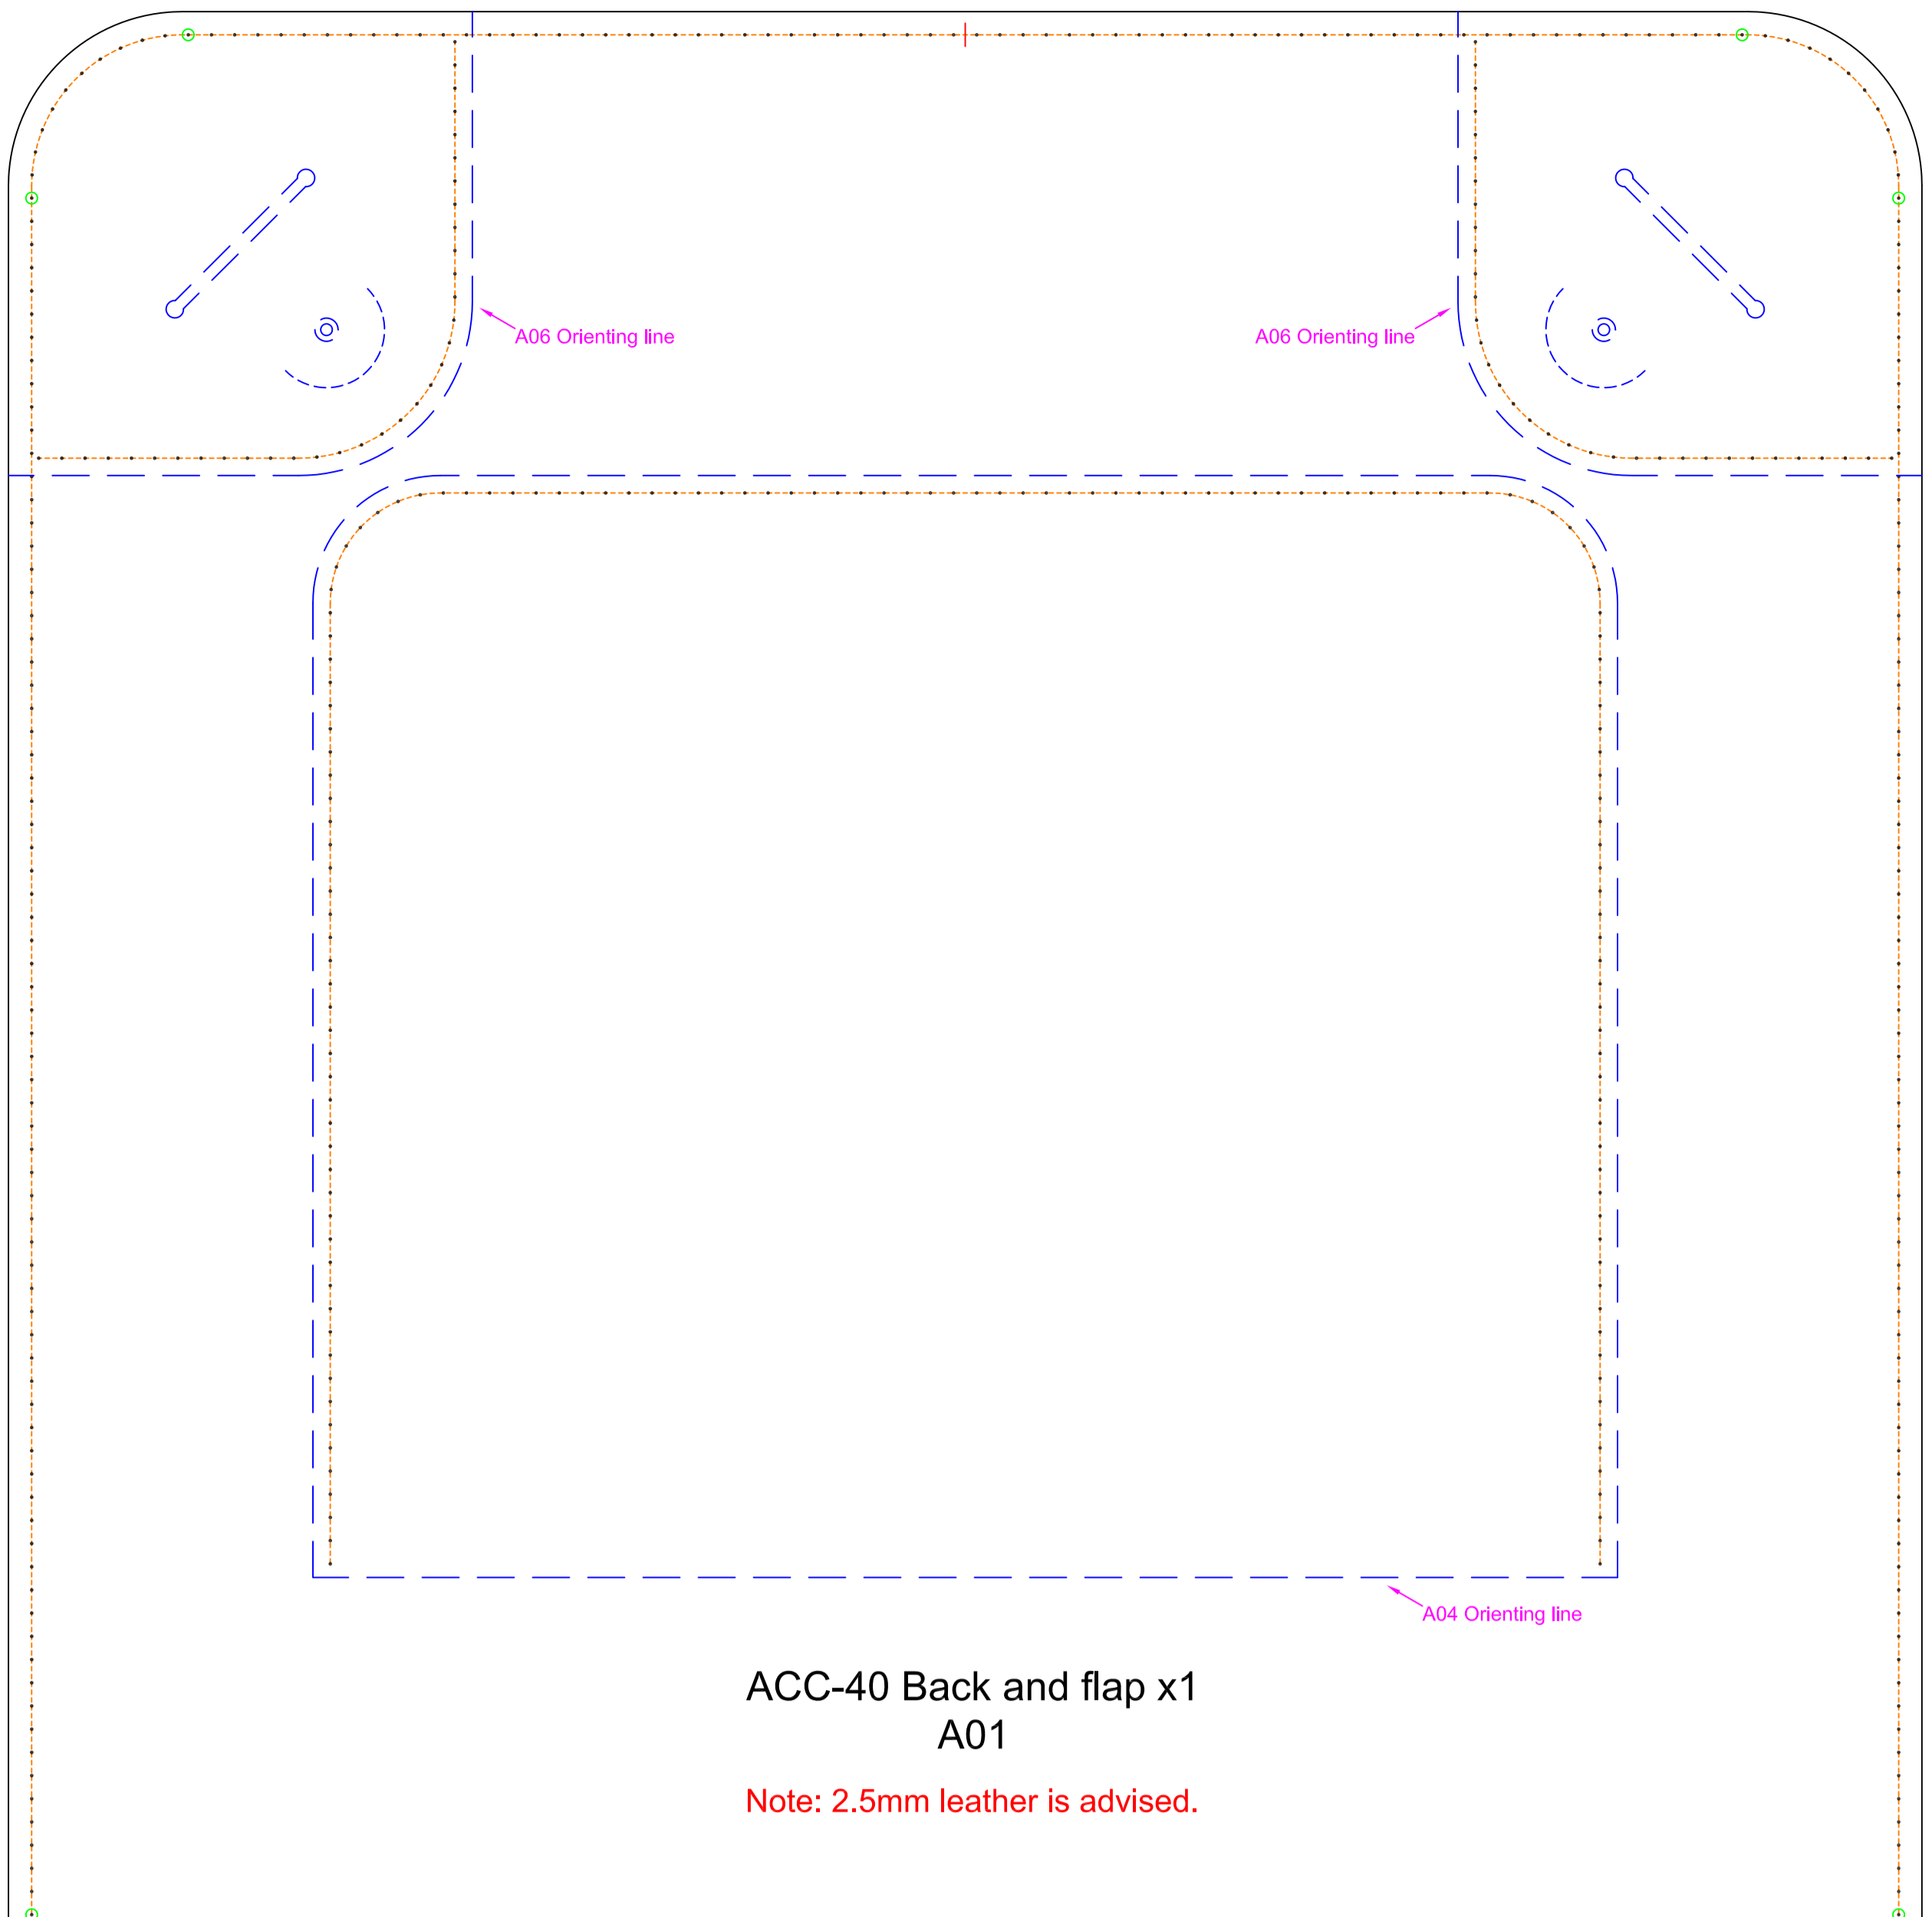 A06 Orienting line
A06 Orienting line
A04 Orienting line
ACC-40 Back and flap x1
A01
Note: 2.5mm leather is advised.